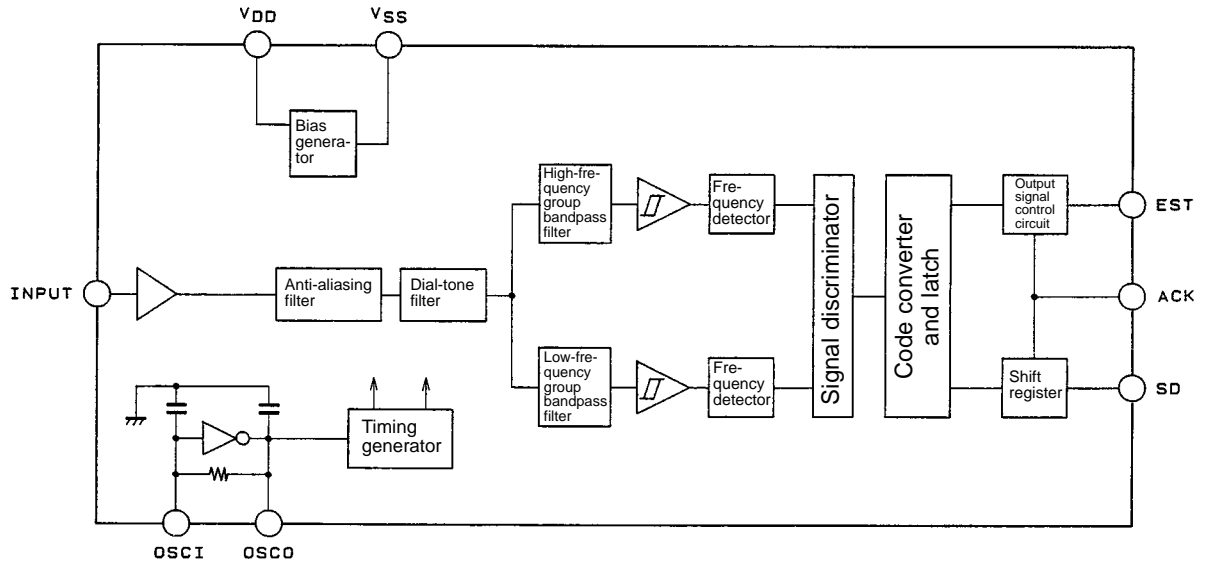 VDD
VSS
Bias
genera-
tor
High-fre-
quency
group
bandpass
filter
Fre-
quency
detector
Signal discriminator
Code converter
and latch
Output
signal
control
circuit
EST
INPUT
Anti-aliasing
filter
Dial-tone
filter
ACK
Low-fre-
quency
group
bandpass
filter
Fre-
quency
detector
Shift
register
SD
Timing
generator
OSCI
OSCO